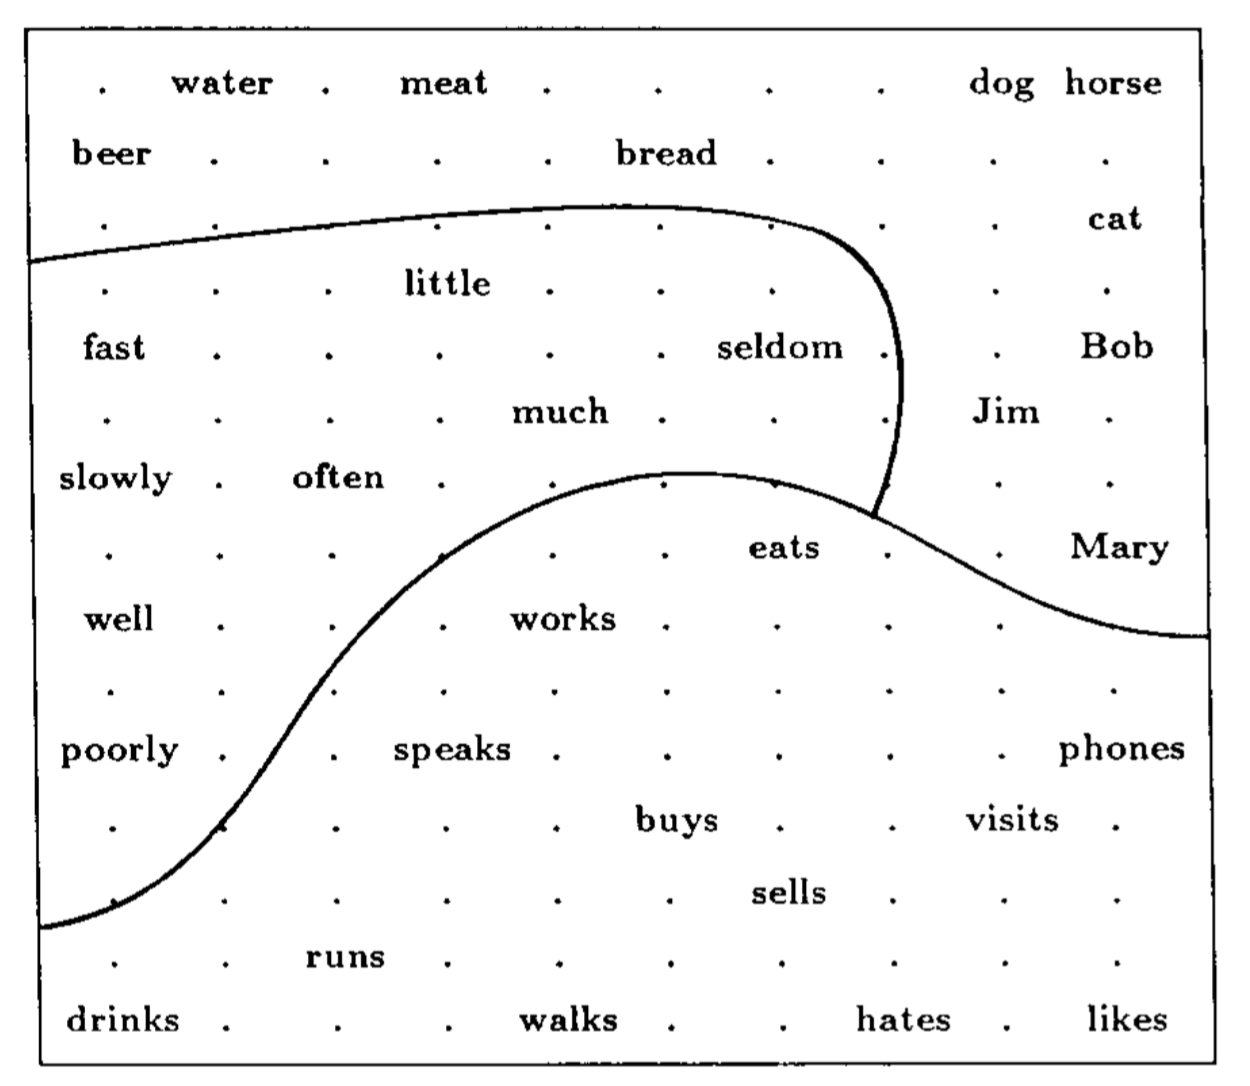 . water . meat . . . . dog horse
beer . . . . bread . . . .
. . . . . . . . . cat
. . . little . . . . .
fast . . . . . seldom . . Bob
. . . . much . . . Jim .
slowly . often . . . . . .
. . . . . . eats . . Mary
well . . . works . . . .
. . . . . . . . . .
poorly . . speaks . . . . . phones
. . . . . buys . . visits .
. . . . . . sells . . .
. . runs . . . . . . .
drinks . . . walks . . hates . likes